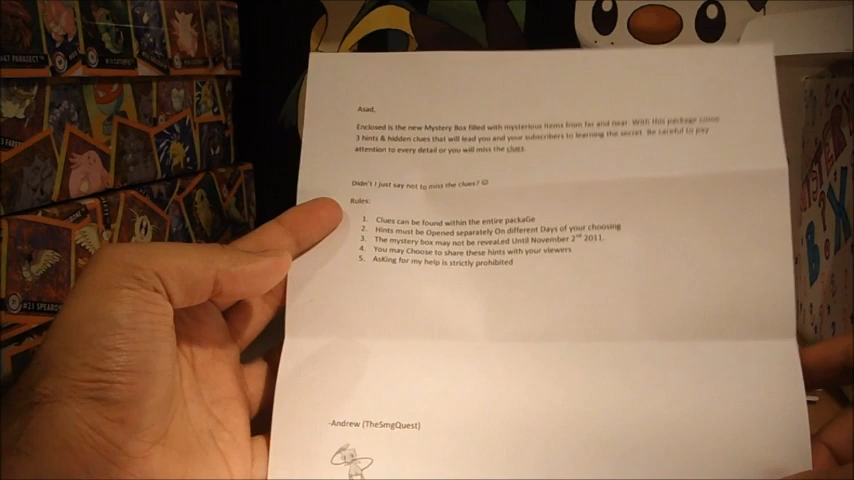 Asad,
Enclosed is the new Mystery Box filled with mysterious items from far and near. With this package come
3 hints & hidden clues that will lead you and your subscribers to learning the secret. Be careful to pay
attention to every detail or you will miss the clues.
Didn't I just say not to miss the clues? ☺
Rules:
1. Clues can be found within the entire packaGe
2. Hints must be Opened separately On different Days of your choosing
3. The mystery box may not be revealed Until November 2nd 2011.
4. You may Choose to share these hints with your viewers
5. AsKing for my help is strictly prohibited
-Andrew (TheSmgQuest)
#21 SPEAROW
MYSTERY
BOX